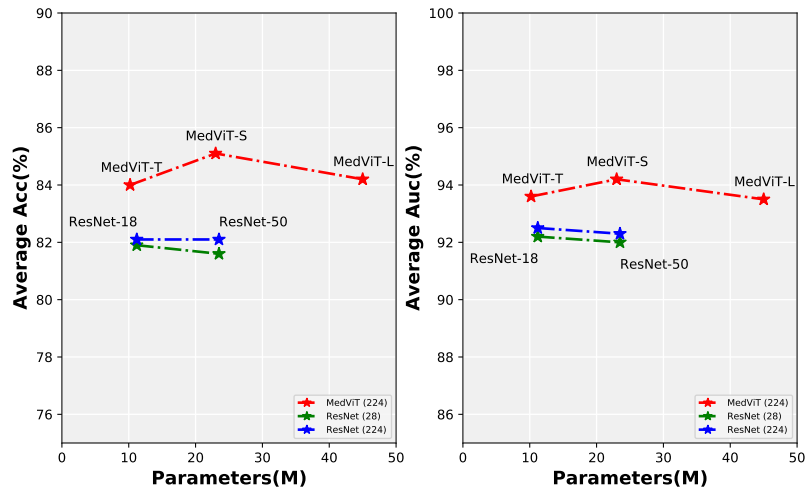 90
88
86
84
82
80
78
76
Average Acc(%)
MedViT-S
MedViT-T
MedViT-L
ResNet-18
ResNet-50
MedViT (224)
ResNet (28)
ResNet (224)
0
10
20
30
40
50
Parameters(M)
100
98
96
94
92
90
88
86
Average Auc(%)
MedViT-S
MedViT-T
MedViT-L
ResNet-18
ResNet-50
MedViT (224)
ResNet (28)
ResNet (224)
0
10
20
30
40
50
Parameters(M)